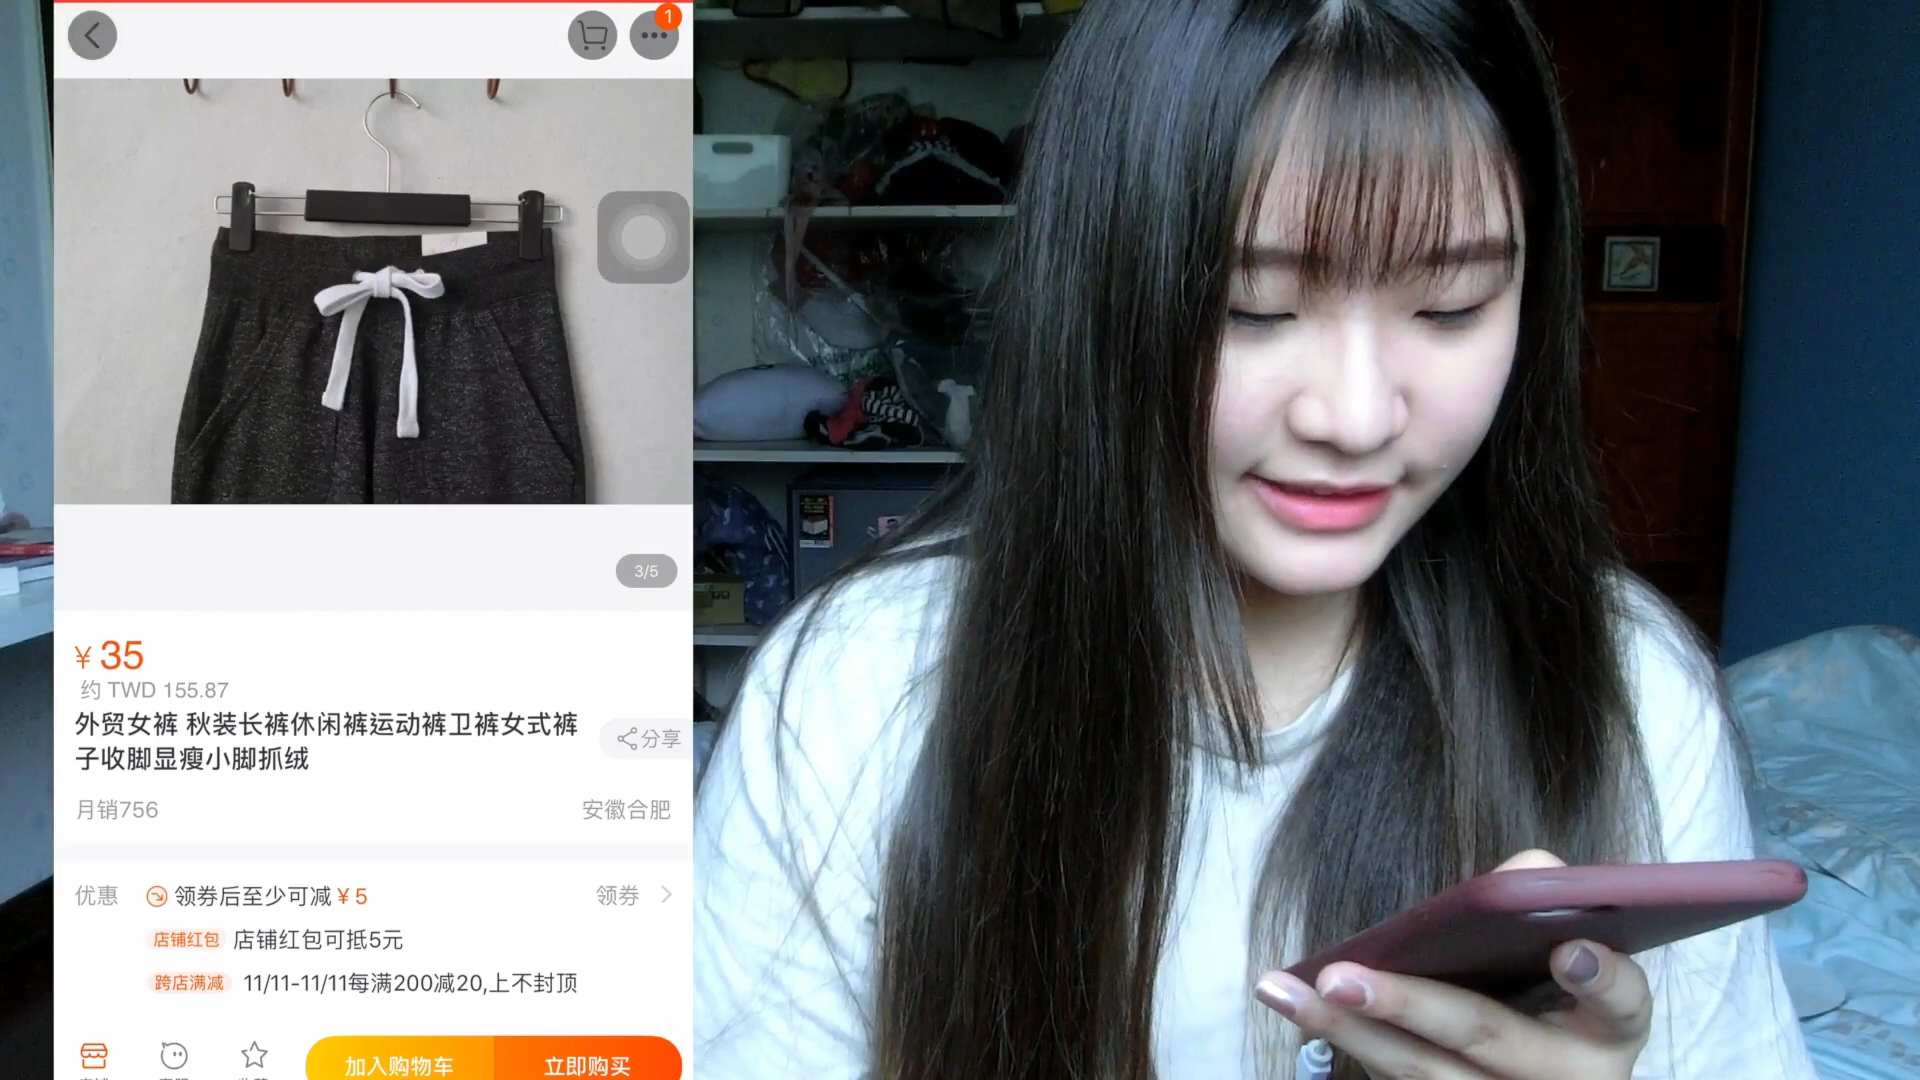 1
3/5
¥ 35
约 TWD 155.87
外贸女裤 秋装长裤休闲裤运动裤卫裤女式裤
子收脚显瘦小脚抓绒
分享
月销756
安徽合肥
优惠
领券后至少可减 ¥ 5
领券
店铺红包 店铺红包可抵5元
跨店满减 11/11-11/11每满200减20,上不封顶
加入购物车
立即购买